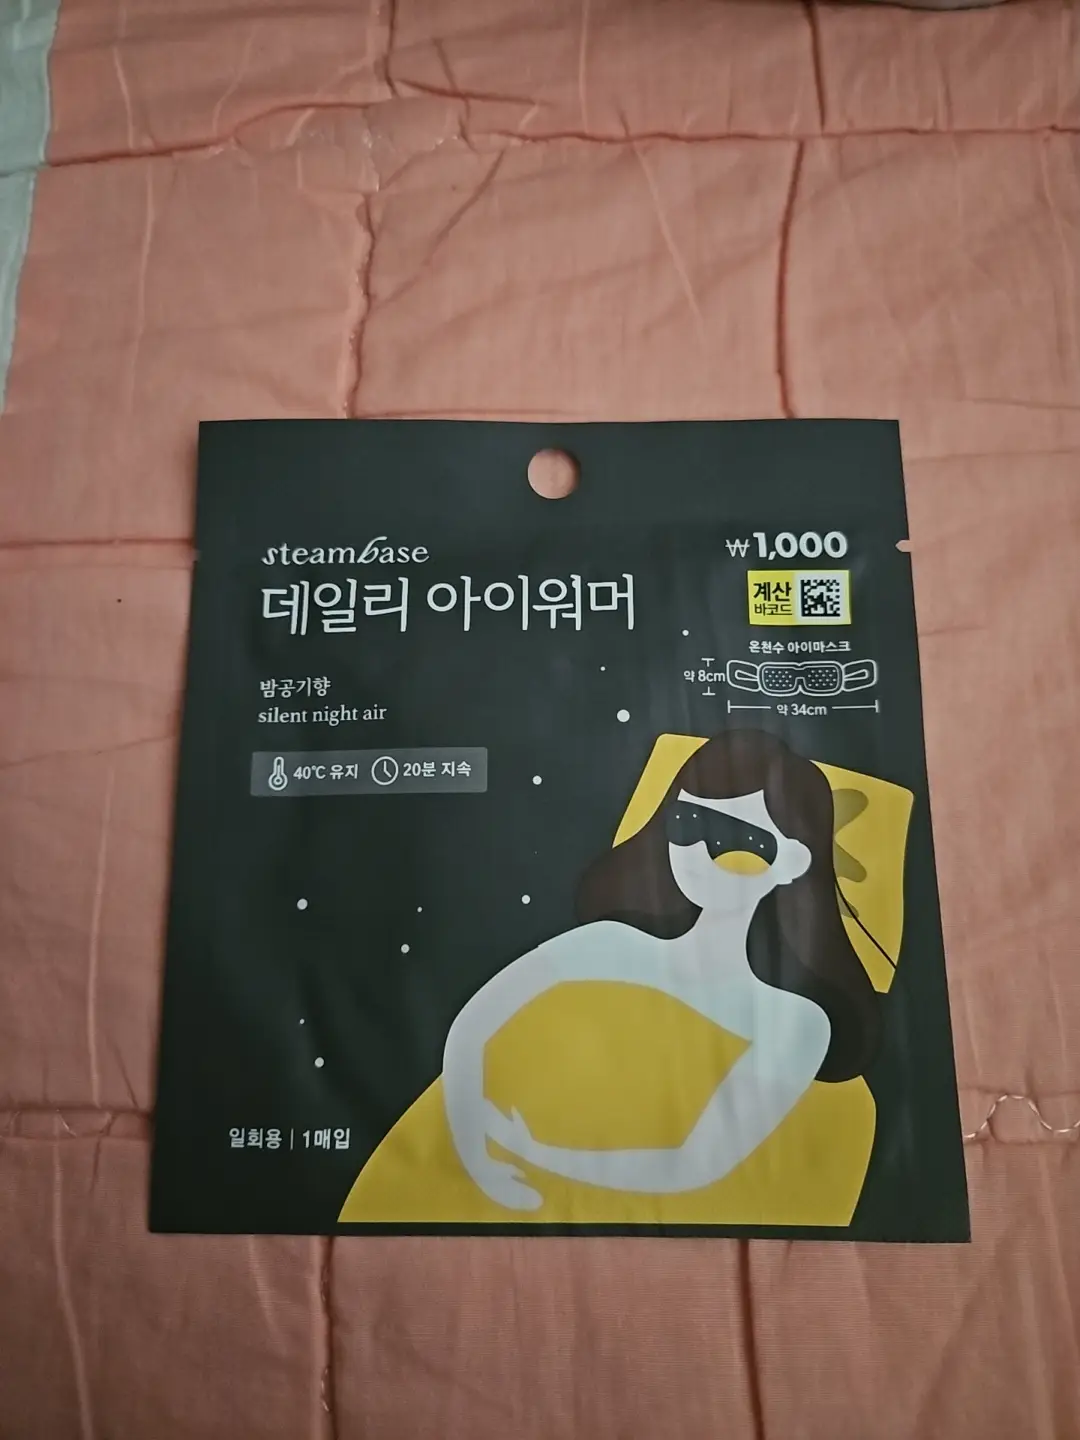 steambase
데일리 아이워머
밤공기향
silent night air
40℃ 유지 20분 지속
₩1,000
계산
바코드
온천수 아이마스크
약 8cm
약 34cm
일회용 | 1매입